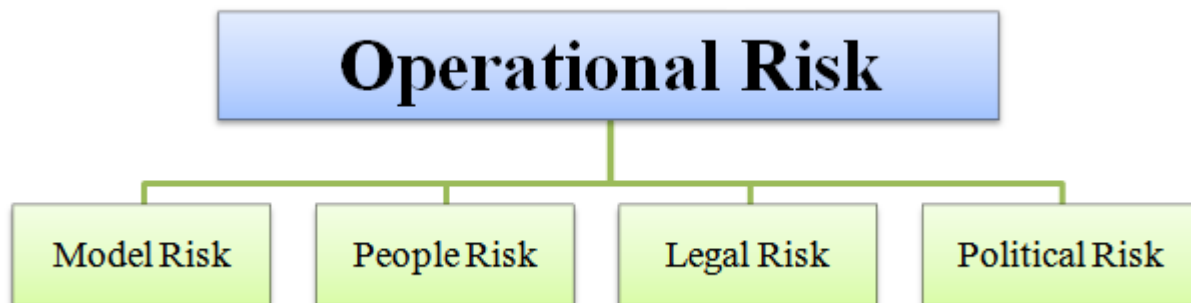 Operational Risk
Model Risk
People Risk
Legal Risk
Political Risk